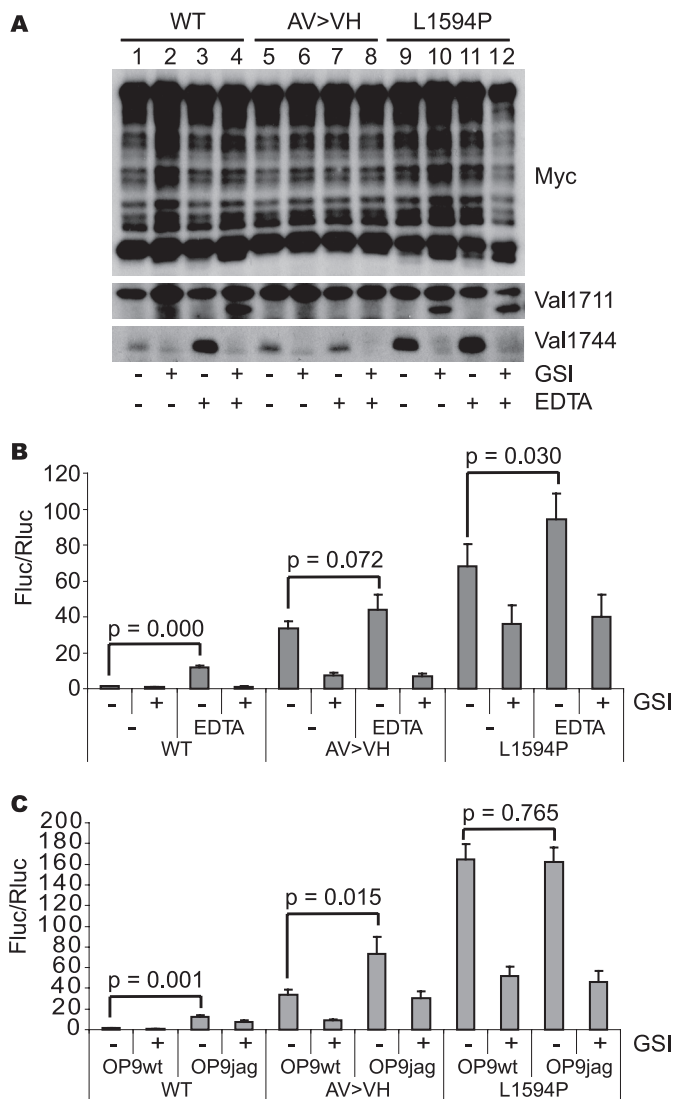 A
WT AV>VH L1594P
1 2 3 4 5 6 7 8 9 10 11 12
Myc
Val1711
Val1744
- + - + - + - + - + - + GSI
- - + + - - + + - - + + EDTA
B
Fluc/Rluc
120
100
80
60
40
20
0
p = 0.000
p = 0.072
p = 0.030
- + - + - + - + - + - + GSI
- EDTA - EDTA - EDTA
WT AV>VH L1594P
C
Fluc/Rluc
200
180
160
140
120
100
80
60
40
20
0
p = 0.001
p = 0.015
p = 0.765
- + - + - + - + - + - + GSI
OP9wt OP9jag OP9wt OP9jag OP9wt OP9jag
WT AV>VH L1594P